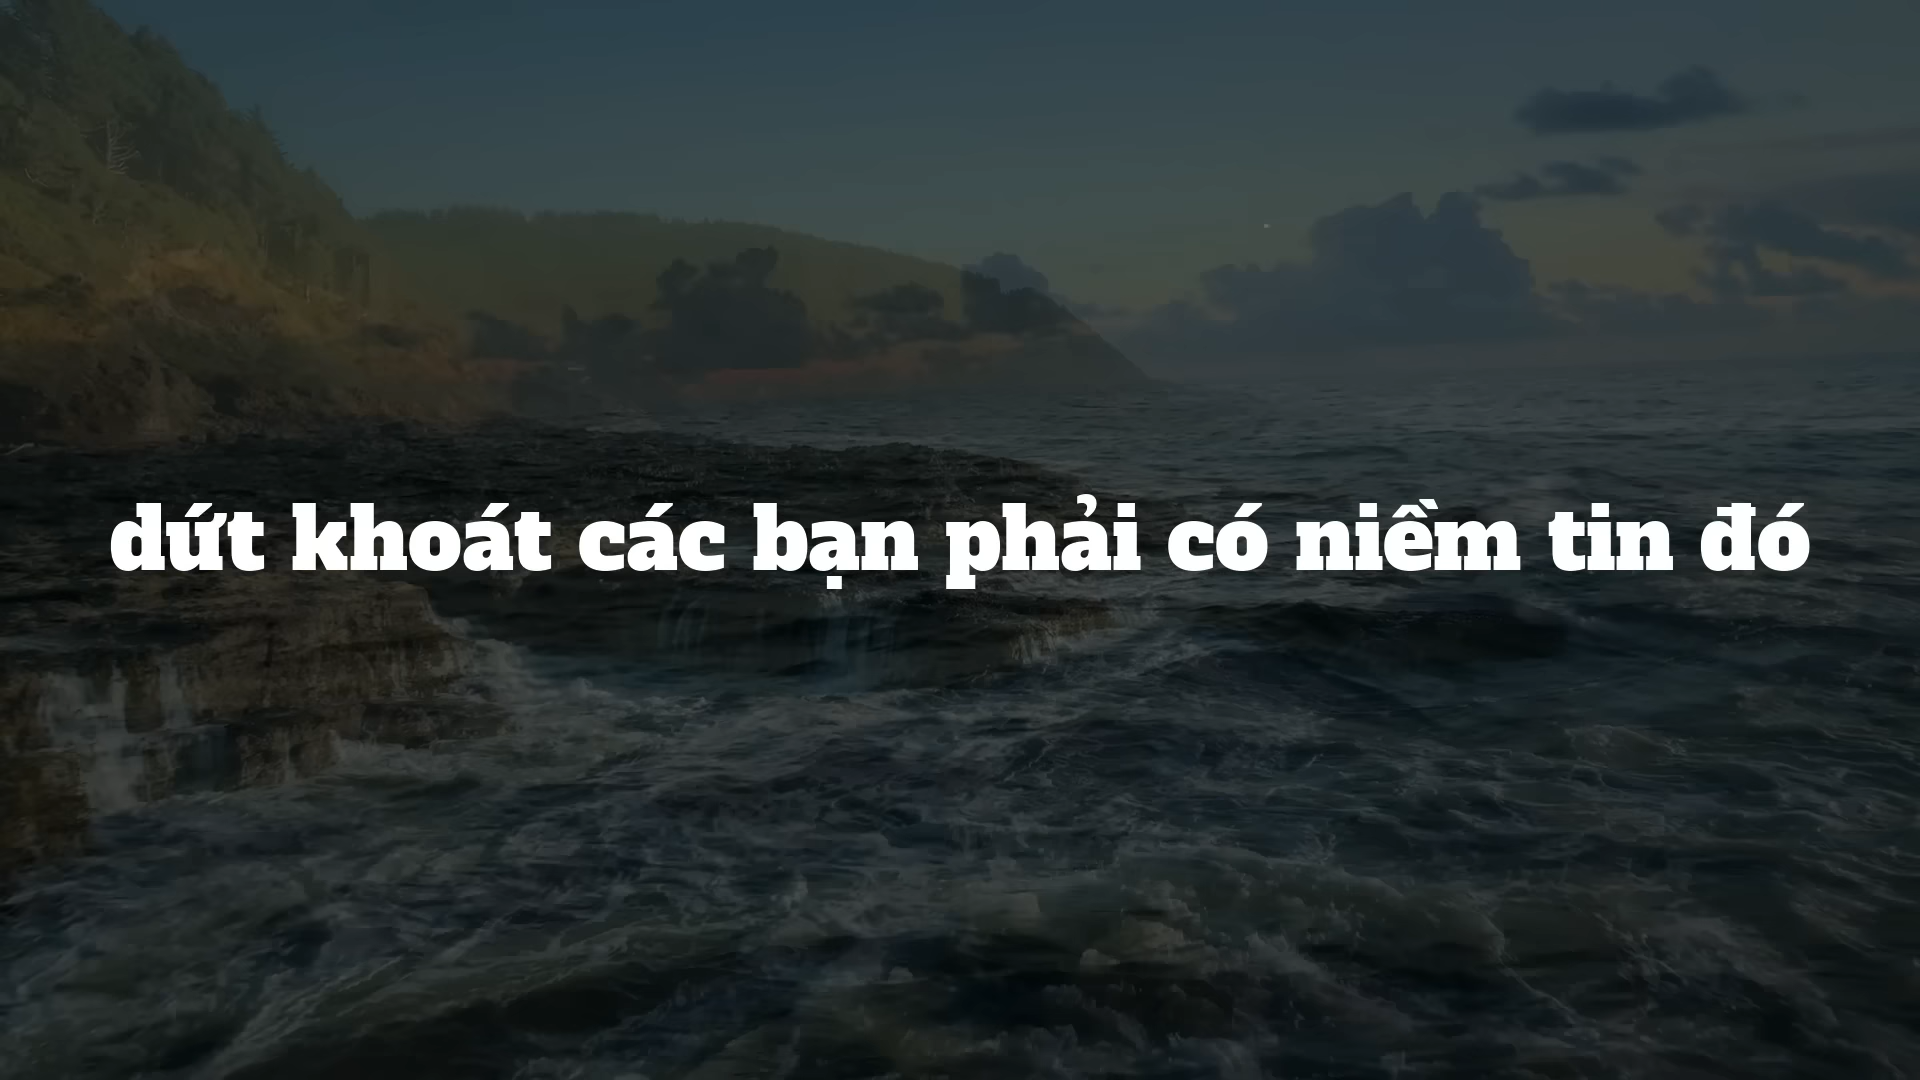 dứt khoát các bạn phải có niềm tin đó